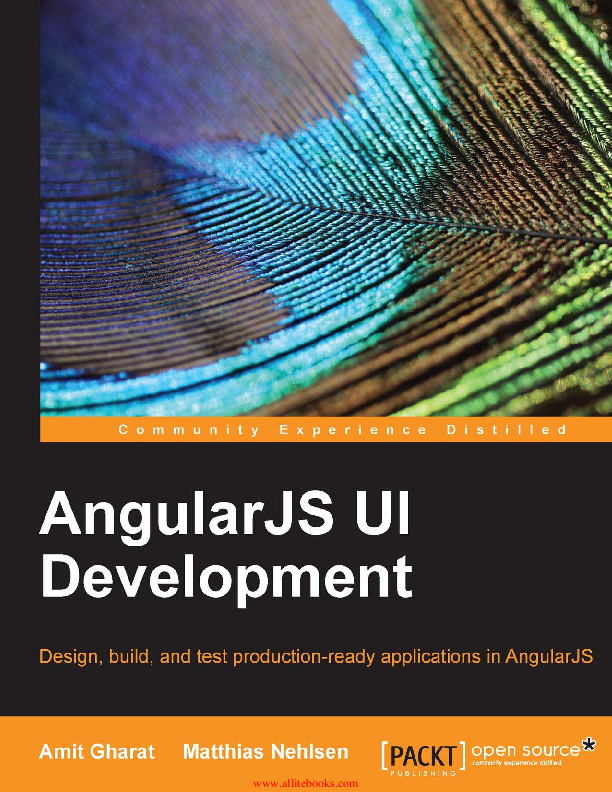 Community Experience Distilled
AngularJS UI
Development
Design, build, and test production-ready applications in AngularJS
Amit Gharat Matthias Nehlsen
[PACKT] open source*
PUBLISHING community experience distilled
www.allitebooks.com